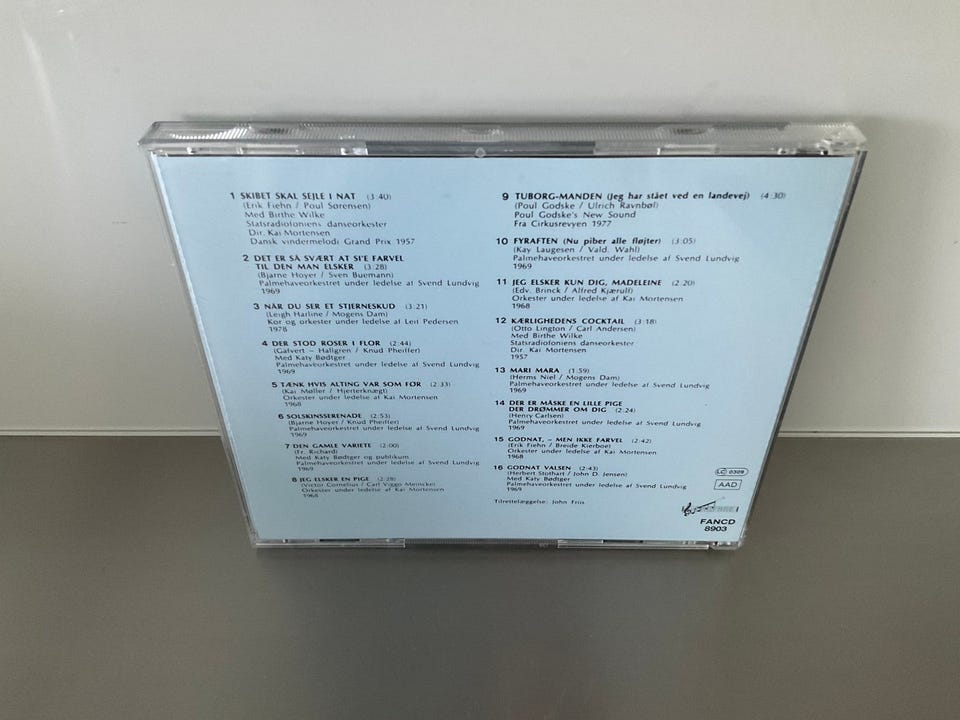 1 SKIBET SKAL SEJLE I NAT (3:40)
(Erik Fiehn / Poul Sørensen)
Med Birthe Wilke
Statsradiofoniens danseorkester
Dir. Kai Mortensen
Dansk vindermelodi Grand Prix 1957
2 DET ER SÅ SVÆRT AT SI'E FARVEL
TIL DEN MAN ELSKER (3:28)
(Bjarne Hoyer / Sven Buemann)
Palmehaveorkestret under ledelse af Svend Lundvig
1969
3 NÅR DU SER ET STJERNESKUD (3:21)
(Leigh Harline / Mogens Dam)
Kor og orkester under ledelse af Leif Pedersen
1978
4 DER STOD ROSER I FLOR (2:44)
(Galvert - Hallgren / Knud Pheiffer)
Med Katy Bødtger
Palmehaveorkestret under ledelse af Svend Lundvig
1969
5 TÆNK HVIS ALTING VAR SOM FØR (2:33)
(Kai Møller / Hjerterknægt)
Orkester under ledelse af Kai Mortensen
1968
6 SOLSKINSSERENADE (2:53)
(Bjarne Hoyer / Knud Pheiffer)
Palmehaveorkestret under ledelse af Svend Lundvig
1969
7 DEN GAMLE VARIETE (2:00)
(Fr. Richard)
Med Katy Bødtger og publikum
Palmehaveorkestret under ledelse af Svend Lundvig
1969
8 JEG ELSKER EN PIGE (2:28)
(Victor Cornelius / Carl Viggo Meincke)
Orkester under ledelse af Kai Mortensen
1968
9 TUBORG-MANDEN (Jeg har stået ved en landevej) (4:30)
(Poul Godske / Ulrich Ravnbøl)
Poul Godske's New Sound
Fra Cirkusrevyen 1977
10 FYRAFTEN (Nu piber alle fløjter) (3:05)
(Kay Laugesen / Vald. Wahl)
Palmehaveorkestret under ledelse af Svend Lundvig
1969
11 JEG ELSKER KUN DIG, MADELEINE (2:20)
(Edv. Brinck / Alfred Kjærulf)
Orkester under ledelse af Kai Mortensen
1968
12 KÆRLIGHEDENS COCKTAIL (3:18)
(Otto Lington / Carl Andersen)
Med Birthe Wilke
Statsradiofoniens danseorkester
Dir. Kai Mortensen
1957
13 MARI MARA (1:59)
(Herms Niel / Mogens Dam)
Palmehaveorkestret under ledelse af Svend Lundvig
1969
14 DER ER MÅSKE EN LILLE PIGE
DER DRØMMER OM DIG (2:24)
(Henry Carlsen)
Palmehaveorkestret under ledelse af Svend Lundvig
1969
15 GODNAT, - MEN IKKE FARVEL (2:42)
(Erik Fiehn / Breide Kierboe)
Orkester under ledelse af Kai Mortensen
1968
16 GODNAT VALSEN (2:43)
(Herbert Stothart / John D. Jensen)
Med Katy Bødtger
Palmehaveorkestret under ledelse af Svend Lundvig
1969
Tilrettelæggelse: John Friis
LC 0309
AAD
FANCD
8903